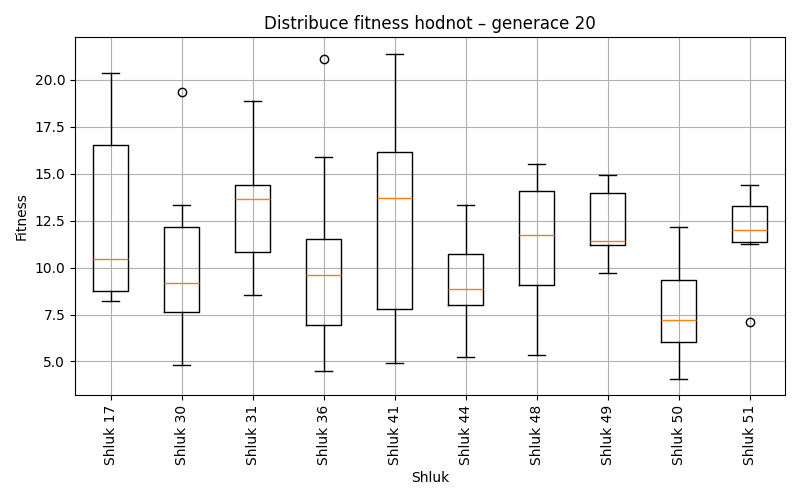 Distribuce fitness hodnot – generace 20
Fitness
20.0
17.5
15.0
12.5
10.0
7.5
5.0
Shluk 17
Shluk 30
Shluk 31
Shluk 36
Shluk 41
Shluk 44
Shluk 48
Shluk 49
Shluk 50
Shluk 51
Shluk